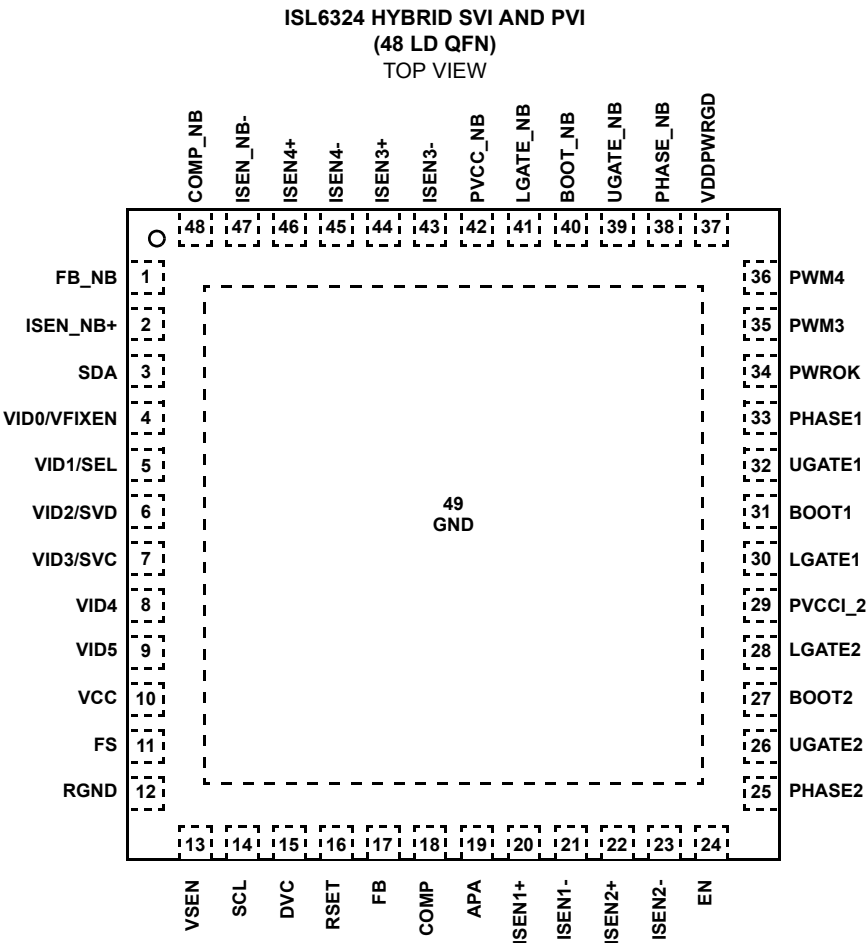 ISL6324 HYBRID SVI AND PVI
(48 LD QFN)
TOP VIEW
COMP_NB
ISEN_NB-
ISEN4+
ISEN4-
ISEN3+
ISEN3-
PVCC_NB
LGATE_NB
BOOT_NB
UGATE_NB
PHASE_NB
VDDPWRGD
48 47 46 45 44 43 42 41 40 39 38 37
FB_NB 1
ISEN_NB+ 2
SDA 3
VID0/VFIXEN 4
VID1/SEL 5
VID2/SVD 6
VID3/SVC 7
VID4 8
VID5 9
VCC 10
FS 11
RGND 12
49
GND
36 PWM4
35 PWM3
34 PWROK
33 PHASE1
32 UGATE1
31 BOOT1
30 LGATE1
29 PVCCI_2
28 LGATE2
27 BOOT2
26 UGATE2
25 PHASE2
13 14 15 16 17 18 19 20 21 22 23 24
VSEN
SCL
DVC
RSET
FB
COMP
APA
ISEN1+
ISEN1-
ISEN2+
ISEN2-
EN